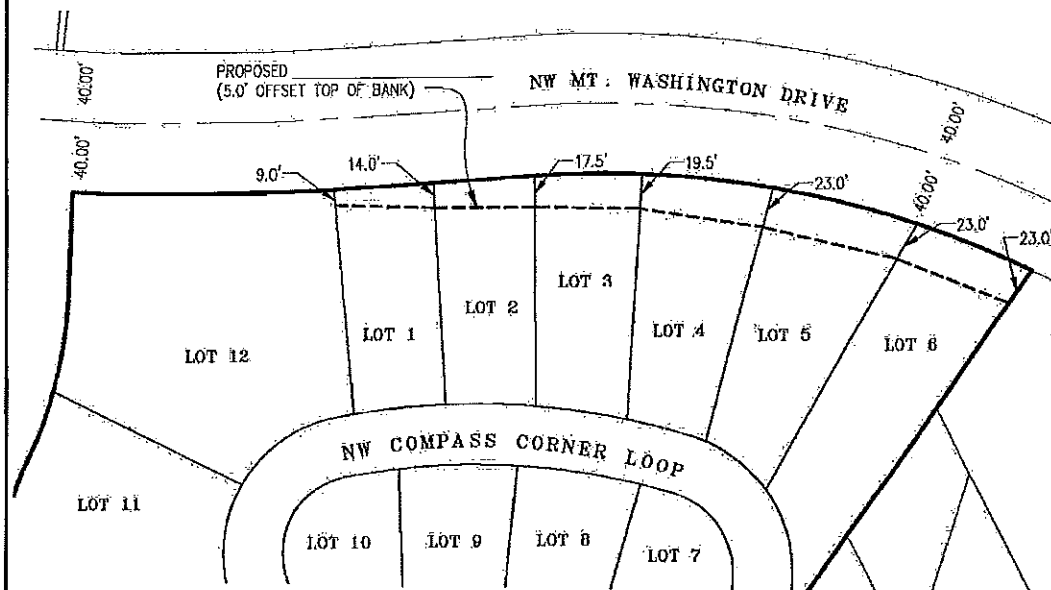 40.00'
40.00'
PROPOSED
(5.0' OFFSET TOP OF BANK)
NW MT. WASHINGTON DRIVE
40.00'
40.00'
9.0'
14.0'
17.5'
19.5'
23.0'
23.0'
23.0'
LOT 12
LOT 1
LOT 2
LOT 3
LOT 4
LOT 5
LOT 6
NW COMPASS CORNER LOOP
LOT 11
LOT 10
LOT 9
LOT 8
LOT 7